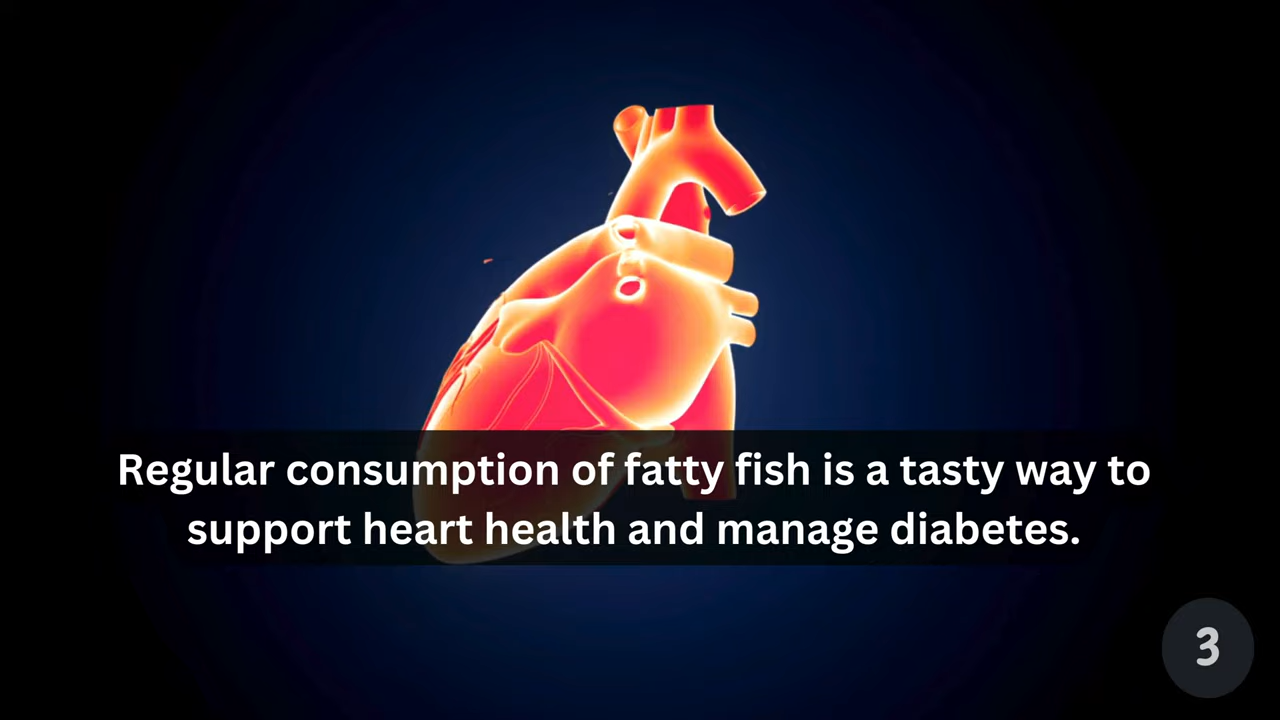 Regular consumption of fatty fish is a tasty way to
support heart health and manage diabetes.
3